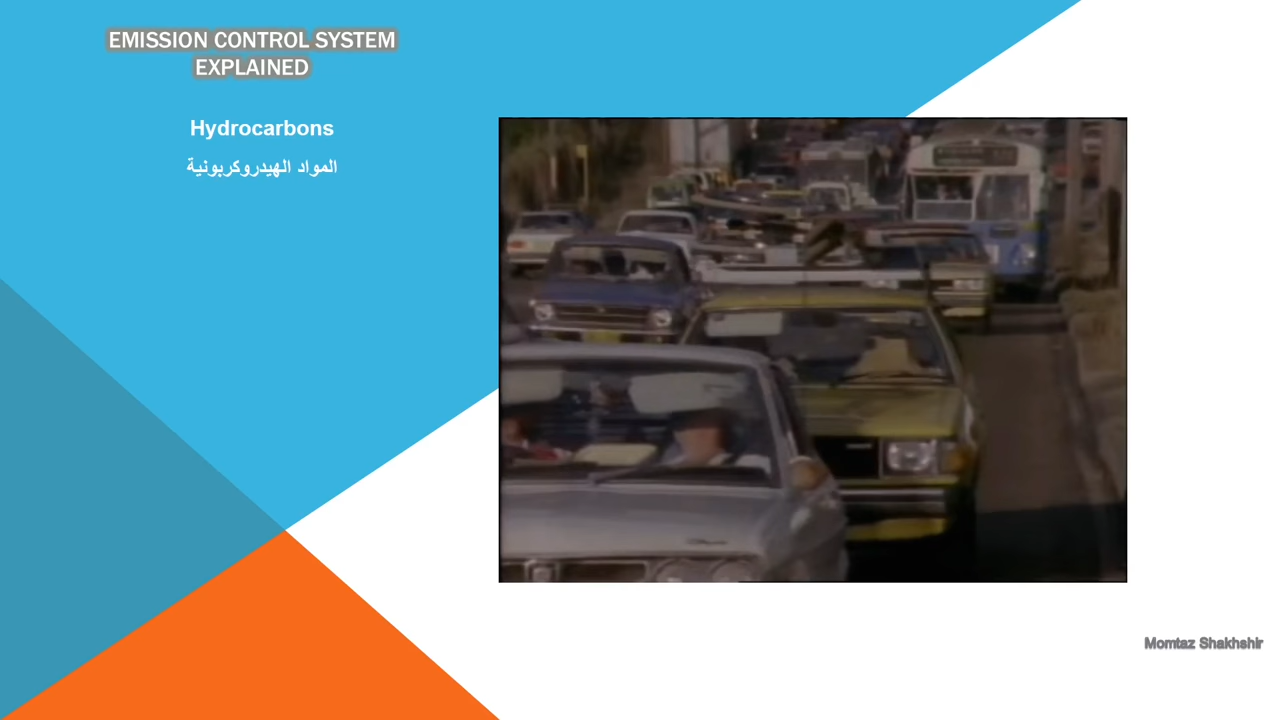 EMISSION CONTROL SYSTEM
EXPLAINED
Hydrocarbons
المواد الهيدروكربونية
Momtaz Shakhshir